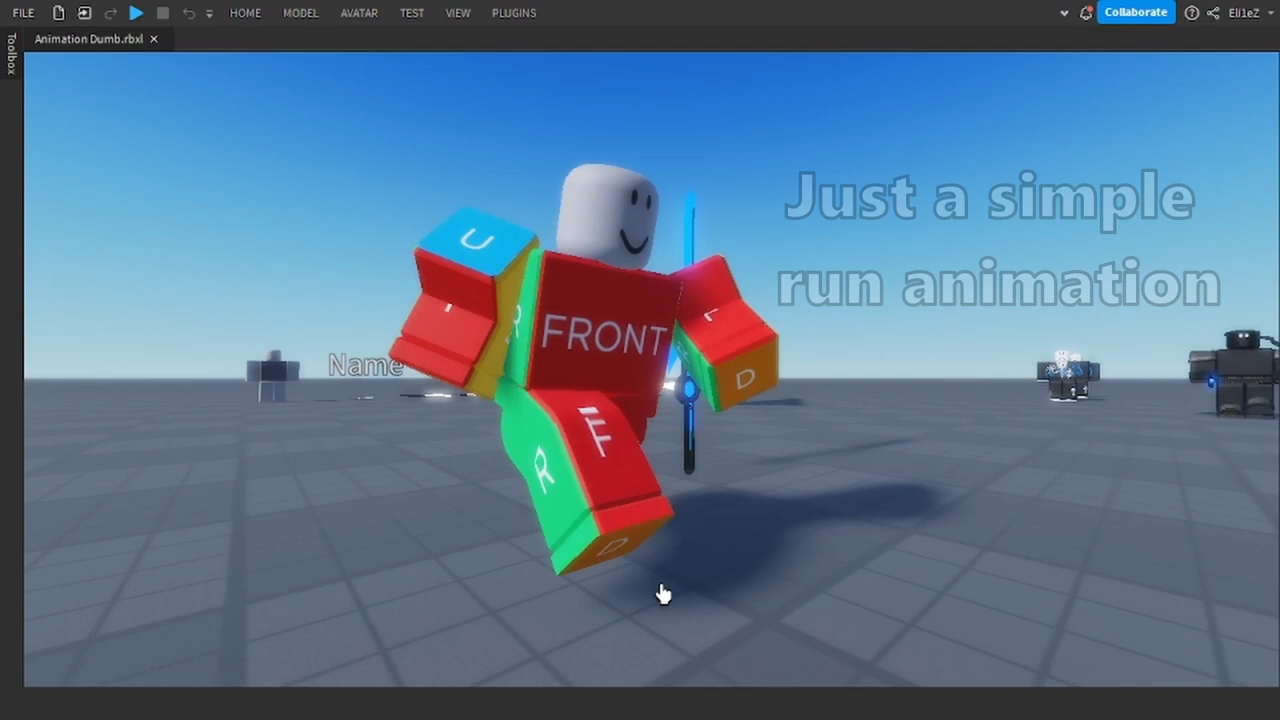 FILE HOME MODEL AVATAR TEST VIEW PLUGINS Collaborate Eli1eZ
Toolbox
Animation Dumb.rbxl
Just a simple
run animation
U
FRONT
R
L
D
Name
F
R
D